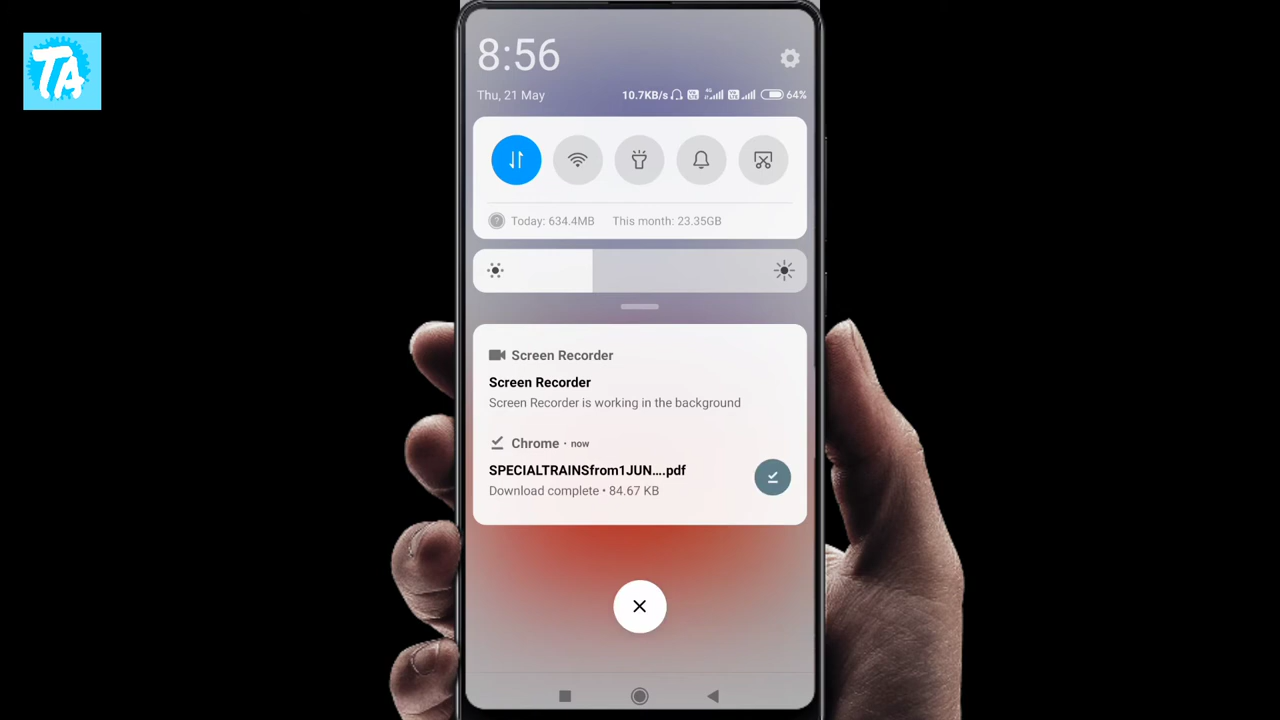 TA
8:56
Thu, 21 May
10.7KB/s
4G
64%
Today: 634.4MB This month: 23.35GB
Screen Recorder
Screen Recorder
Screen Recorder is working in the background
Chrome • now
SPECIALTRAINSfrom1JUN....pdf
Download complete • 84.67 KB